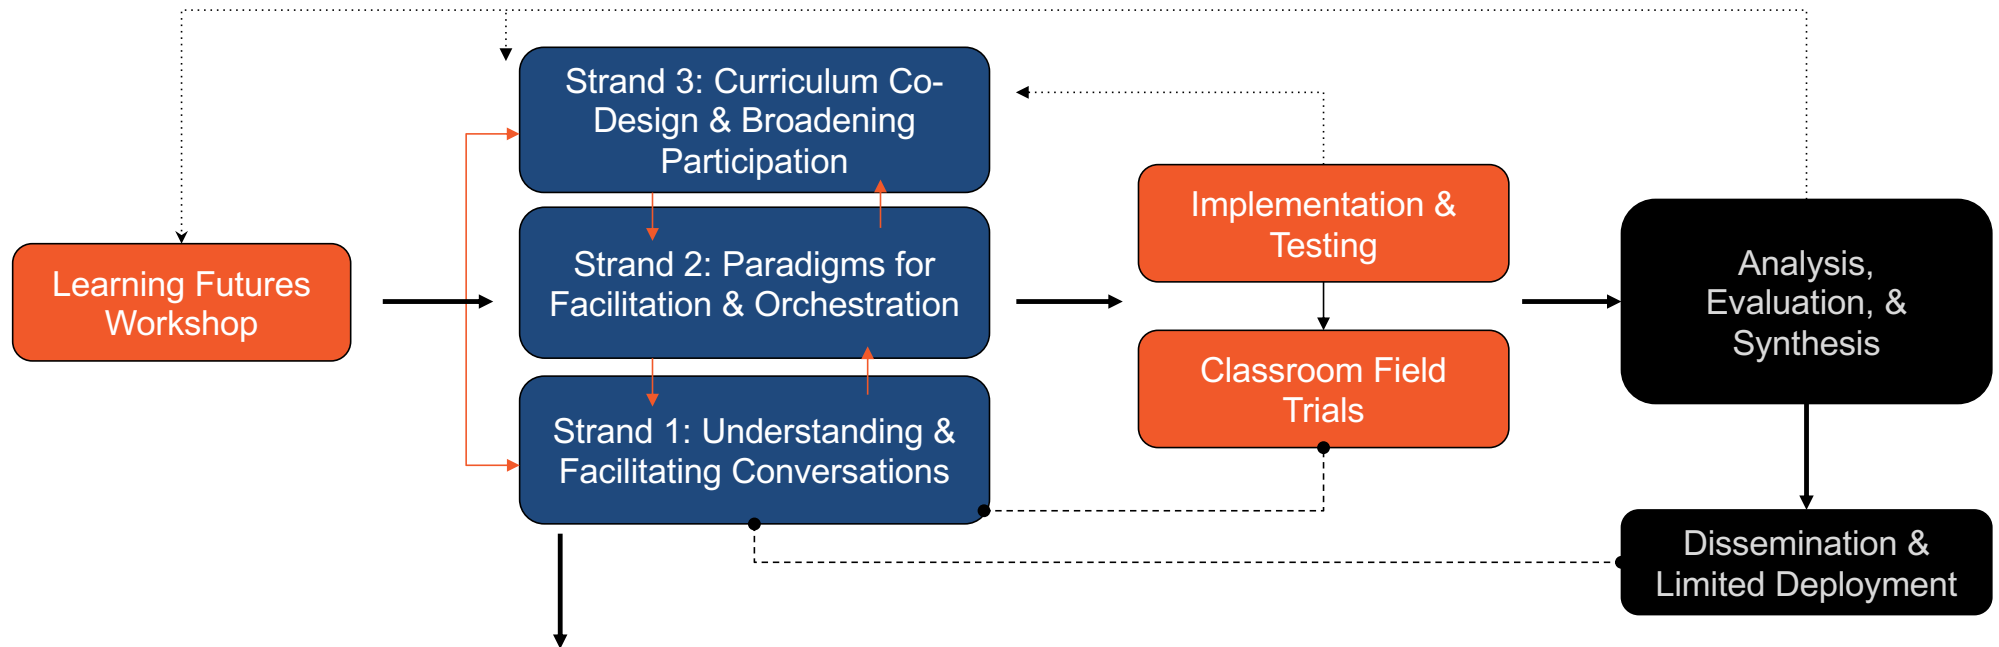 Learning Futures
Workshop
Strand 3: Curriculum Co-
Design & Broadening
Participation
Strand 2: Paradigms for
Facilitation & Orchestration
Strand 1: Understanding &
Facilitating Conversations
Implementation &
Testing
Classroom Field
Trials
Analysis,
Evaluation, &
Synthesis
Dissemination &
Limited Deployment